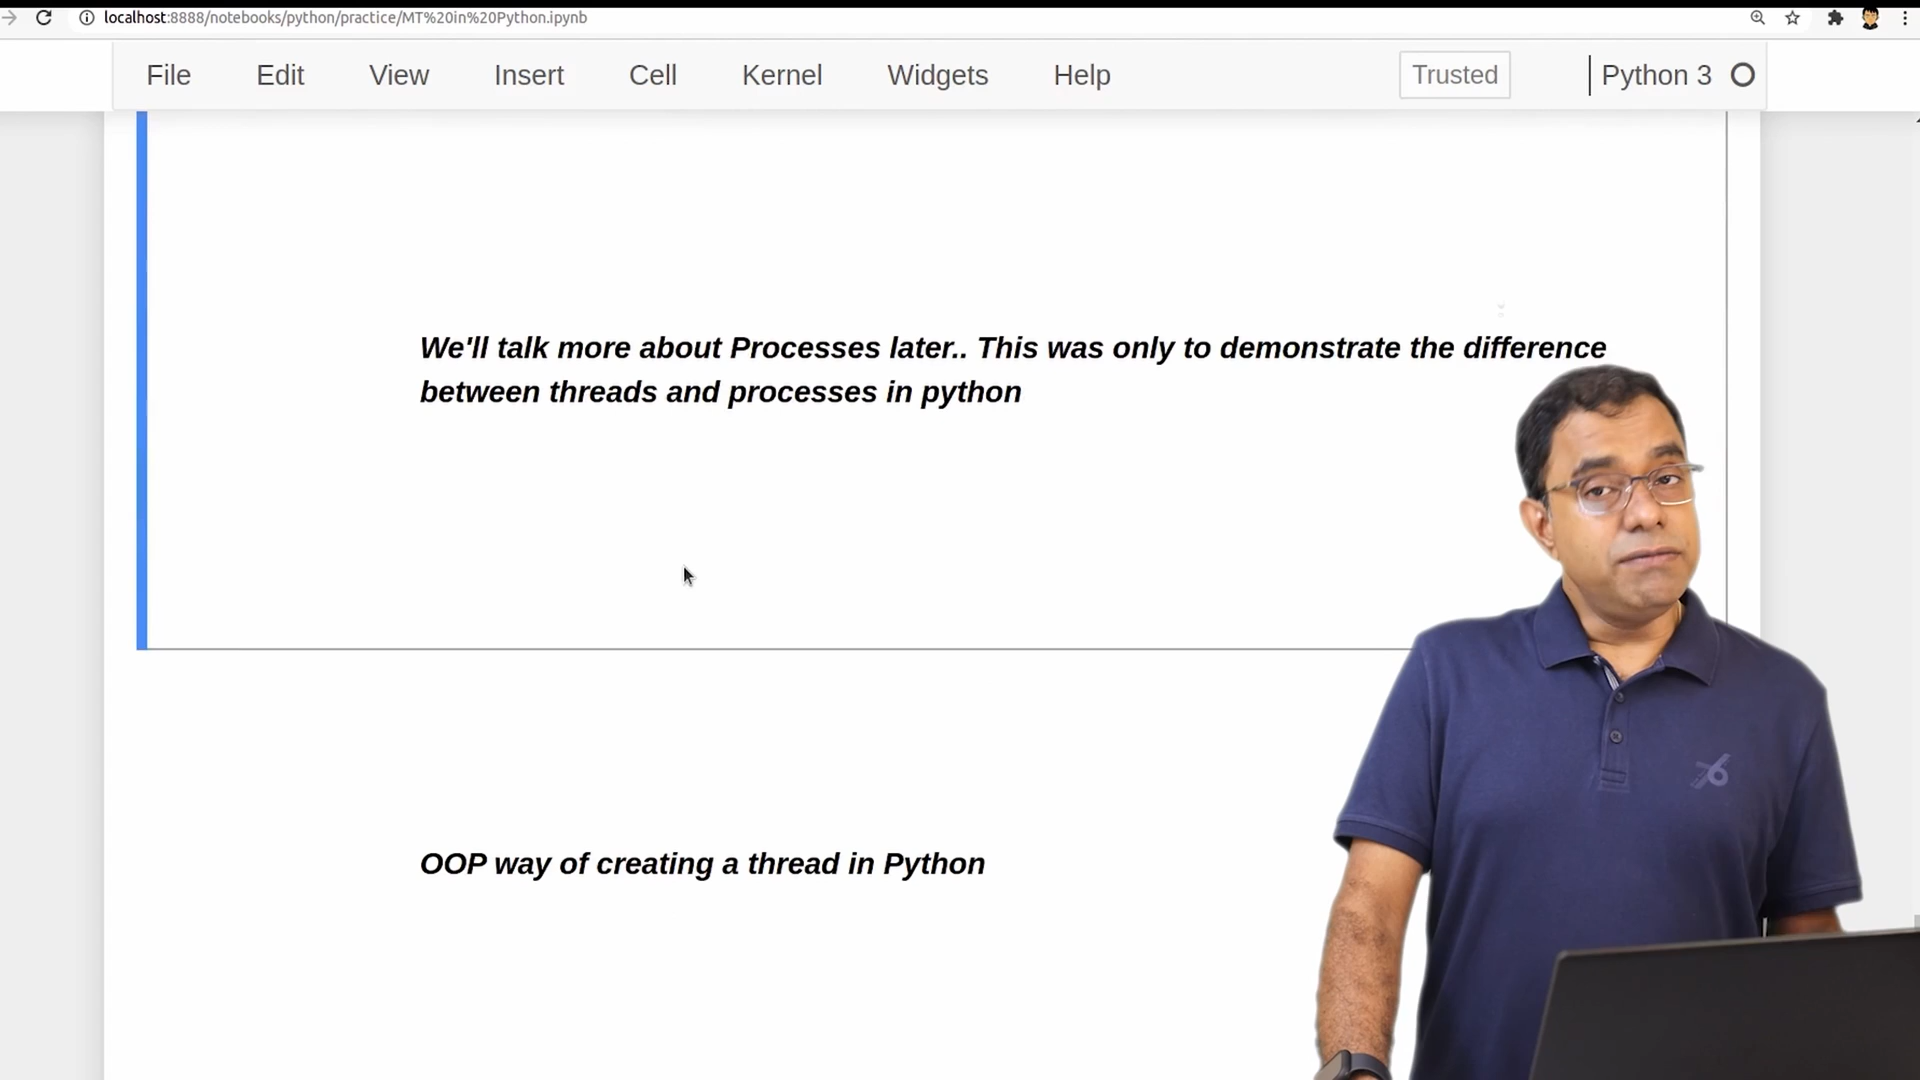 localhost:8888/notebooks/python/practice/MT%20in%20Python.ipynb
File Edit View Insert Cell Kernel Widgets Help Trusted Python 3
We'll talk more about Processes later.. This was only to demonstrate the difference
between threads and processes in python
OOP way of creating a thread in Python